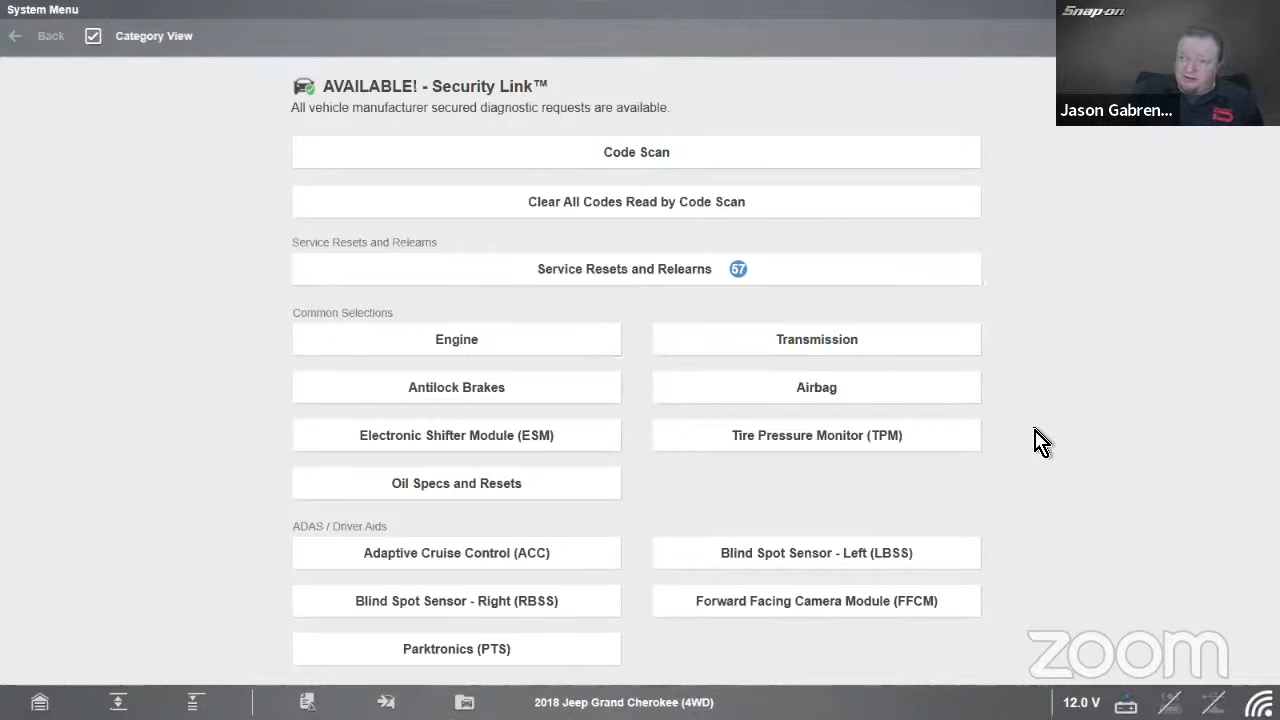 System Menu
Back
Category View
Snap-on
Jason Gabren...
AVAILABLE! - Security Link™
All vehicle manufacturer secured diagnostic requests are available.
Code Scan
Clear All Codes Read by Code Scan
Service Resets and Relearns
Service Resets and Relearns 57
Common Selections
Engine
Transmission
Antilock Brakes
Airbag
Electronic Shifter Module (ESM)
Tire Pressure Monitor (TPM)
Oil Specs and Resets
ADAS / Driver Aids
Adaptive Cruise Control (ACC)
Blind Spot Sensor - Left (LBSS)
Blind Spot Sensor - Right (RBSS)
Forward Facing Camera Module (FFCM)
Parktronics (PTS)
zoom
2018 Jeep Grand Cherokee (4WD)
12.0 V